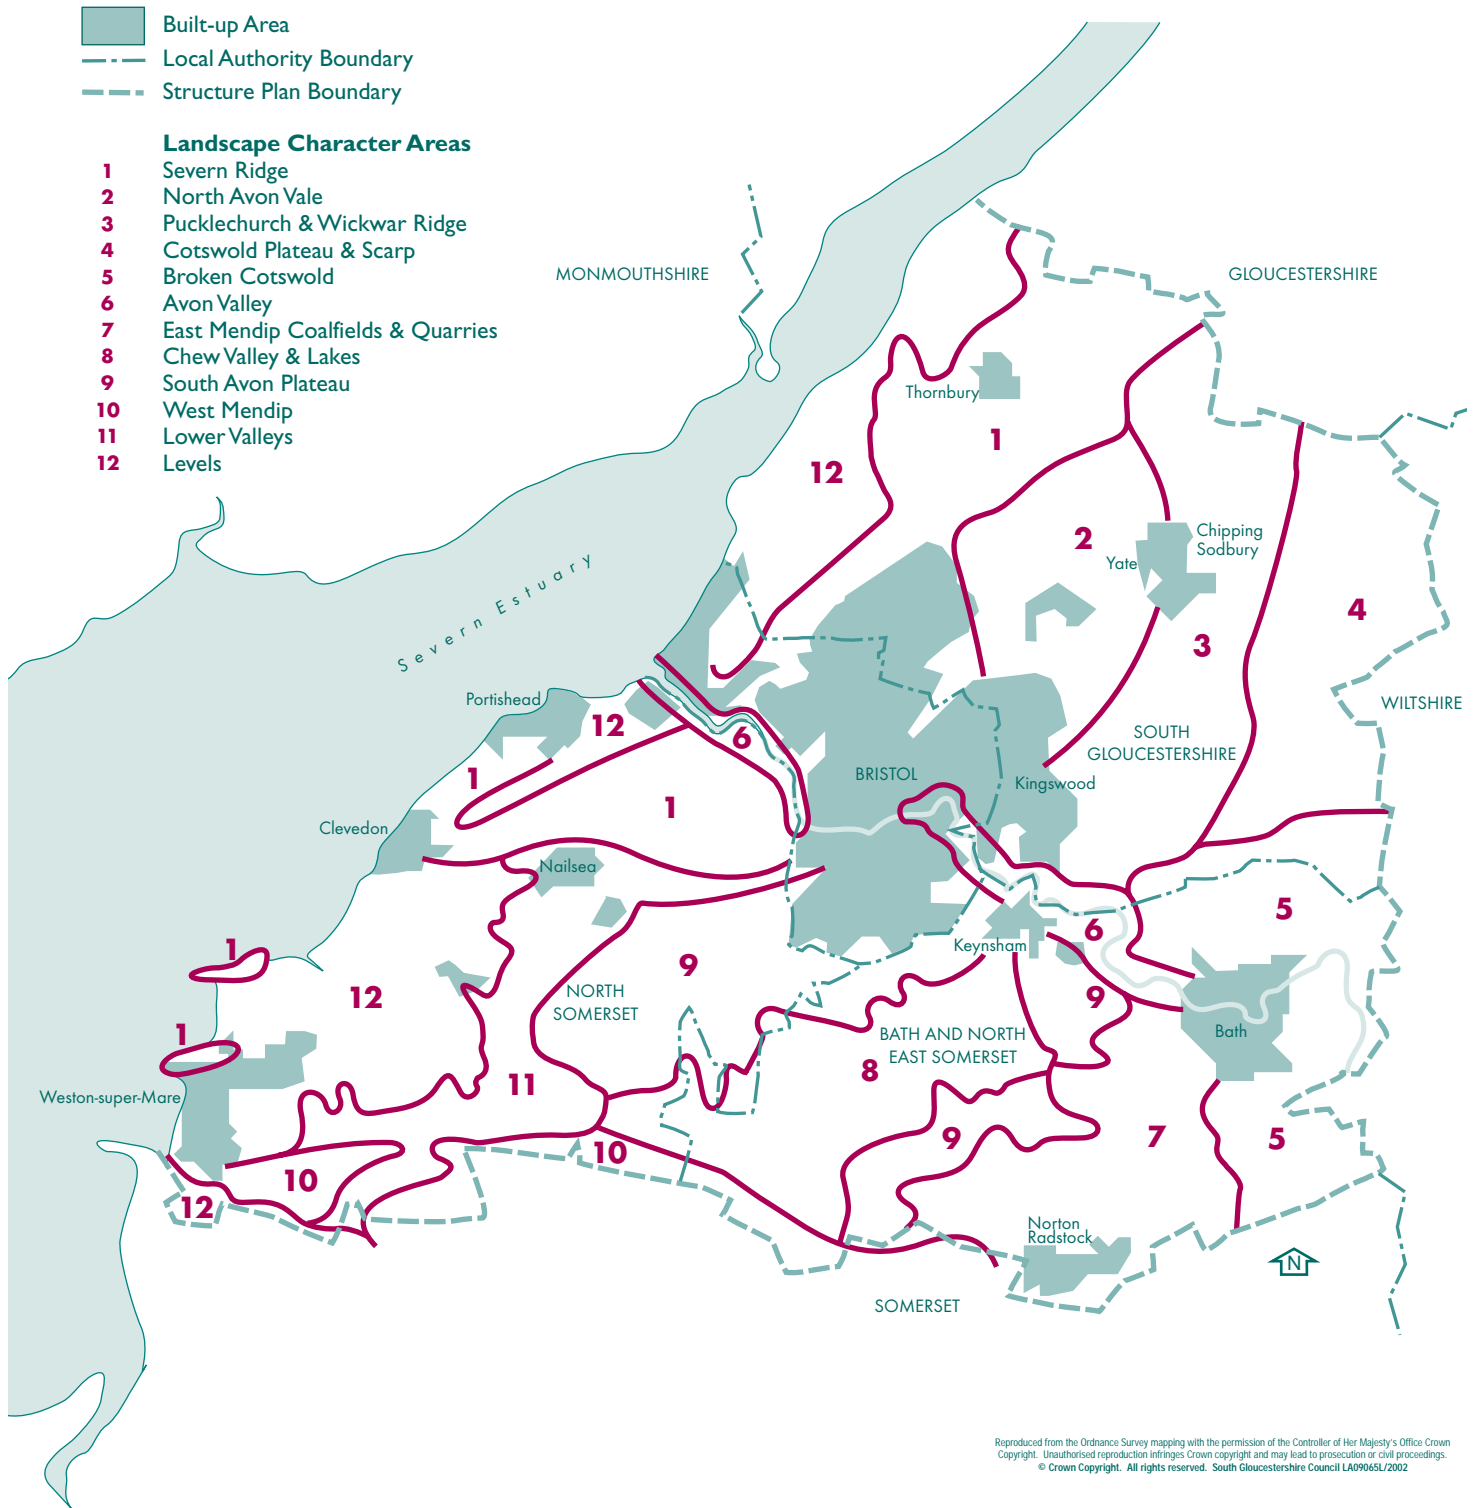 Built-up Area
Local Authority Boundary
Structure Plan Boundary
Landscape Character Areas
1 Severn Ridge
2 North Avon Vale
3 Pucklechurch & Wickwar Ridge
4 Cotswold Plateau & Scarp
5 Broken Cotswold
6 Avon Valley
7 East Mendip Coalfields & Quarries
8 Chew Valley & Lakes
9 South Avon Plateau
10 West Mendip
11 Lower Valleys
12 Levels
MONMOUTHSHIRE
GLOUCESTERSHIRE
Thornbury
1
12
2
Chipping
Sodbury
Yate
Severn Estuary
4
3
Portishead
12
6
WILTSHIRE
SOUTH
GLOUCESTERSHIRE
1
BRISTOL
Kingswood
1
Clevedon
Nailsea
5
6
Keynsham
1
9
12
NORTH
SOMERSET
9
1
BATH AND NORTH
EAST SOMERSET
Bath
8
11
Weston-super-Mare
9
7
5
10
10
12
Norton
Radstock
N
SOMERSET
Reproduced from the Ordnance Survey mapping with the permission of the Controller of Her Majesty's Office Crown
Copyright. Unauthorised reproduction infringes Crown copyright and may lead to prosecution or civil proceedings.
© Crown Copyright. All rights reserved. South Gloucestershire Council LA09065L/2002